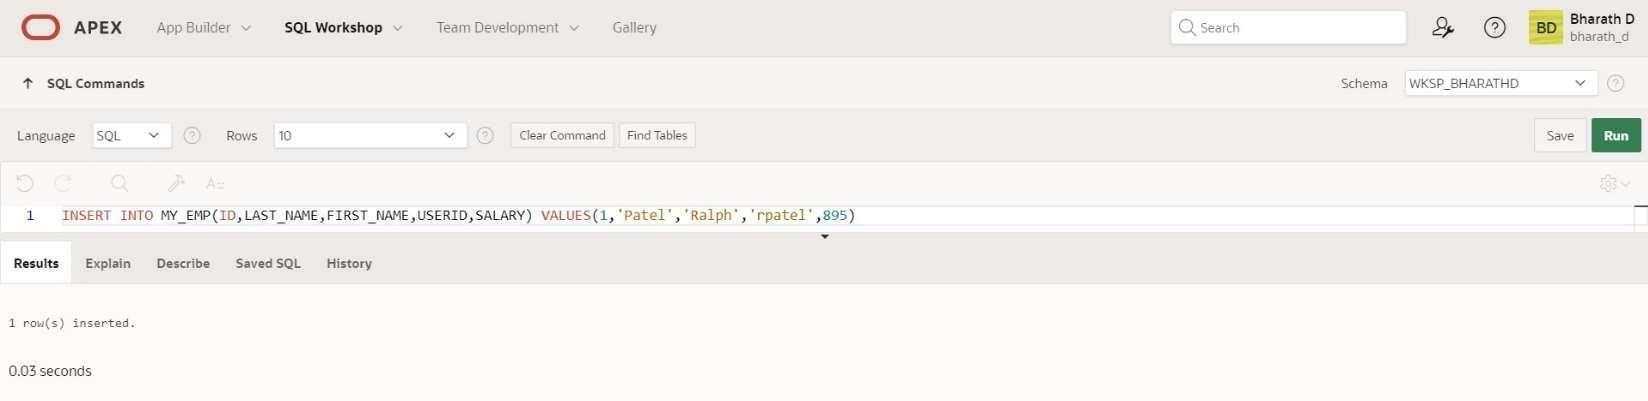 APEX App Builder SQL Workshop Team Development Gallery Search BD Bharath D
bharath_d
SQL Commands Schema WKSP_BHARATHD
Language SQL Rows 10 Clear Command Find Tables Save Run
1 INSERT INTO MY_EMP(ID,LAST_NAME,FIRST_NAME,USERID,SALARY) VALUES(1,'Patel','Ralph','rpatel',895)
Results Explain Describe Saved SQL History
1 row(s) inserted.
0.03 seconds